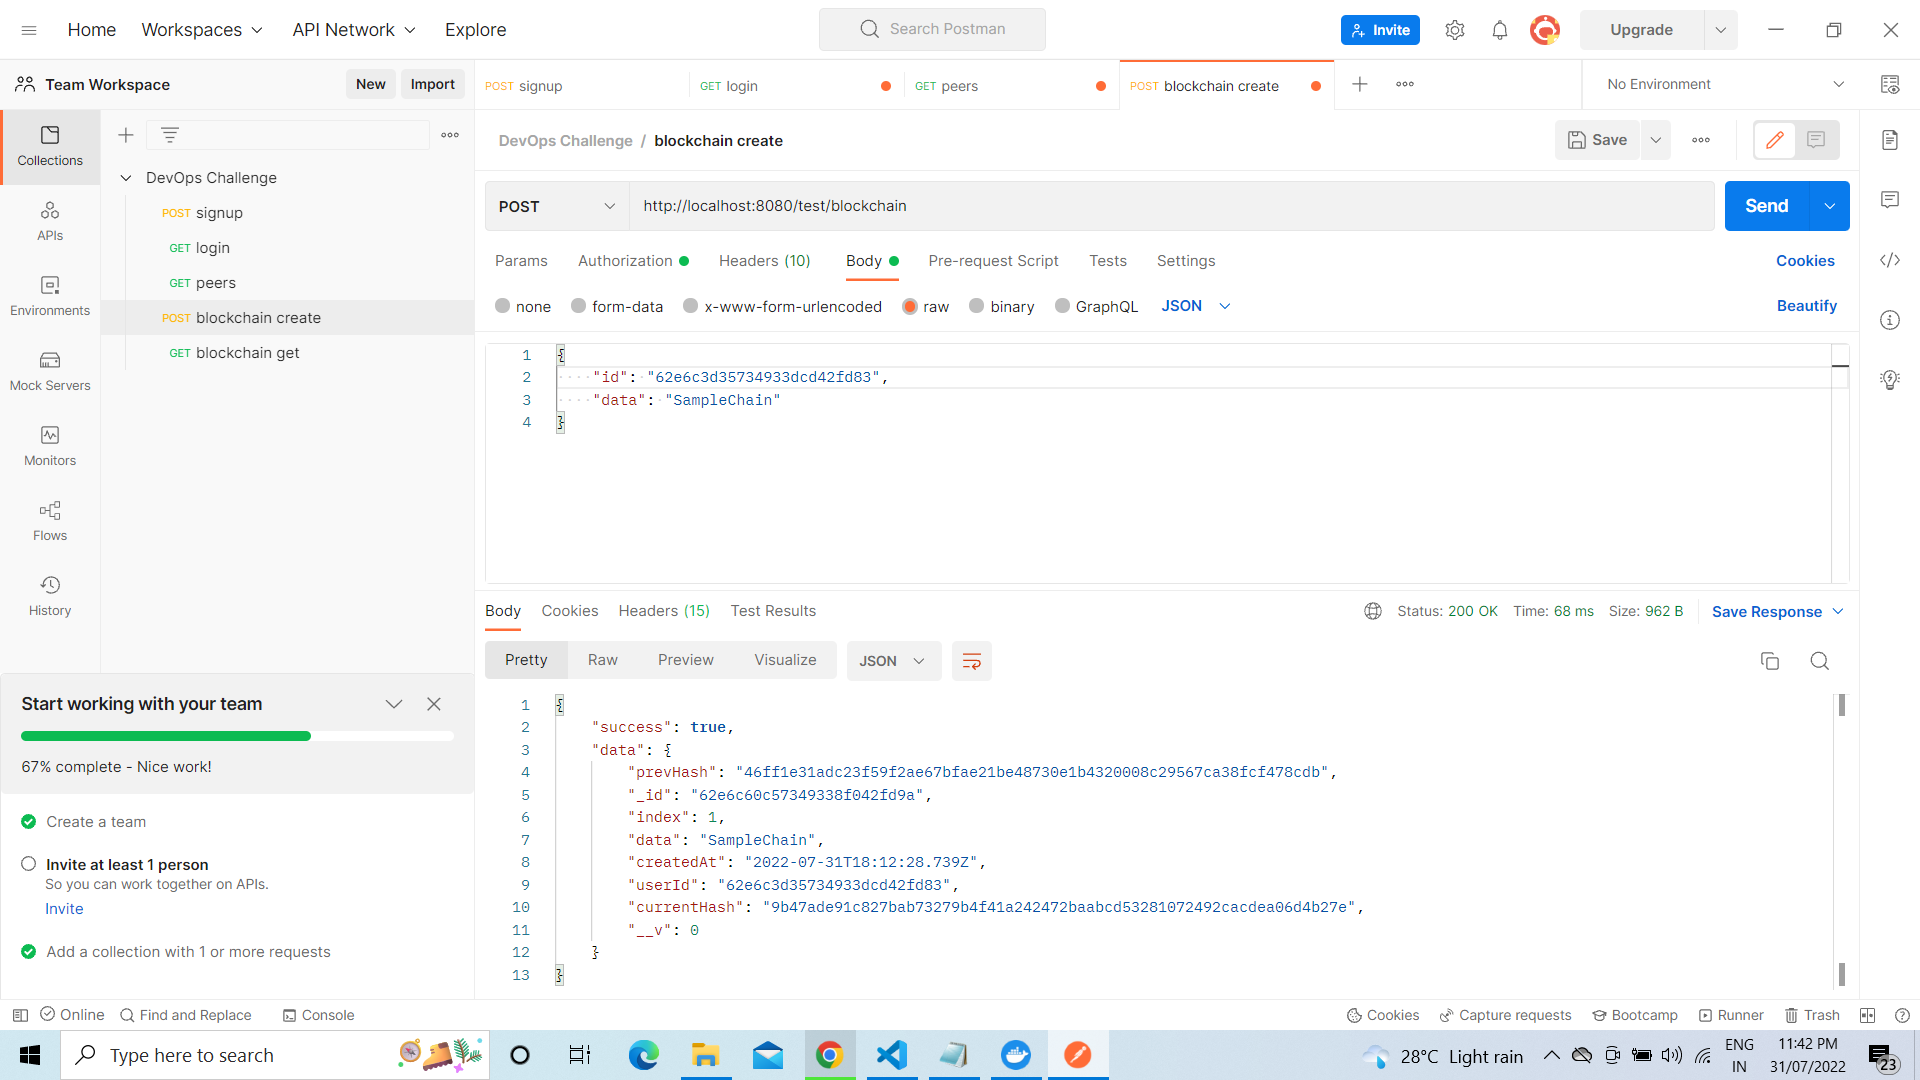 Home Workspaces API Network Explore Search Postman Invite Upgrade
Team Workspace New Import POST signup GET login GET peers POST blockchain create No Environment
DevOps Challenge / blockchain create Save
Collections
DevOps Challenge
POST signup
GET login
GET peers
POST blockchain create
GET blockchain get
APIs
Environments
Mock Servers
Monitors
Flows
History
POST http://localhost:8080/test/blockchain Send
Params Authorization Headers (10) Body Pre-request Script Tests Settings Cookies
none form-data x-www-form-urlencoded raw binary GraphQL JSON Beautify
1 {
2 ····"id":·"62e6c3d35734933dcd42fd83",
3 ····"data":·"SampleChain"
4 }
Body Cookies Headers (15) Test Results Status: 200 OK Time: 68 ms Size: 962 B Save Response
Pretty Raw Preview Visualize JSON
1 {
2 "success": true,
3 "data": {
4 "prevHash": "46ff1e31adc23f59f2ae67bfae21be48730e1b4320008c29567ca38fcf478cdb",
5 "_id": "62e6c60c57349338f042fd9a",
6 "index": 1,
7 "data": "SampleChain",
8 "createdAt": "2022-07-31T18:12:28.739Z",
9 "userId": "62e6c3d35734933dcd42fd83",
10 "currentHash": "9b47ade91c827bab73279b4f41a242472baabcd53281072492cacdea06d4b27e",
11 "__v": 0
12 }
13 }
Start working with your team
67% complete - Nice work!
Create a team
Invite at least 1 person
So you can work together on APIs.
Invite
Add a collection with 1 or more requests
Online Find and Replace Console Cookies Capture requests Bootcamp Runner Trash
Type here to search 28°C Light rain ENG IN 11:42 PM 31/07/2022 23